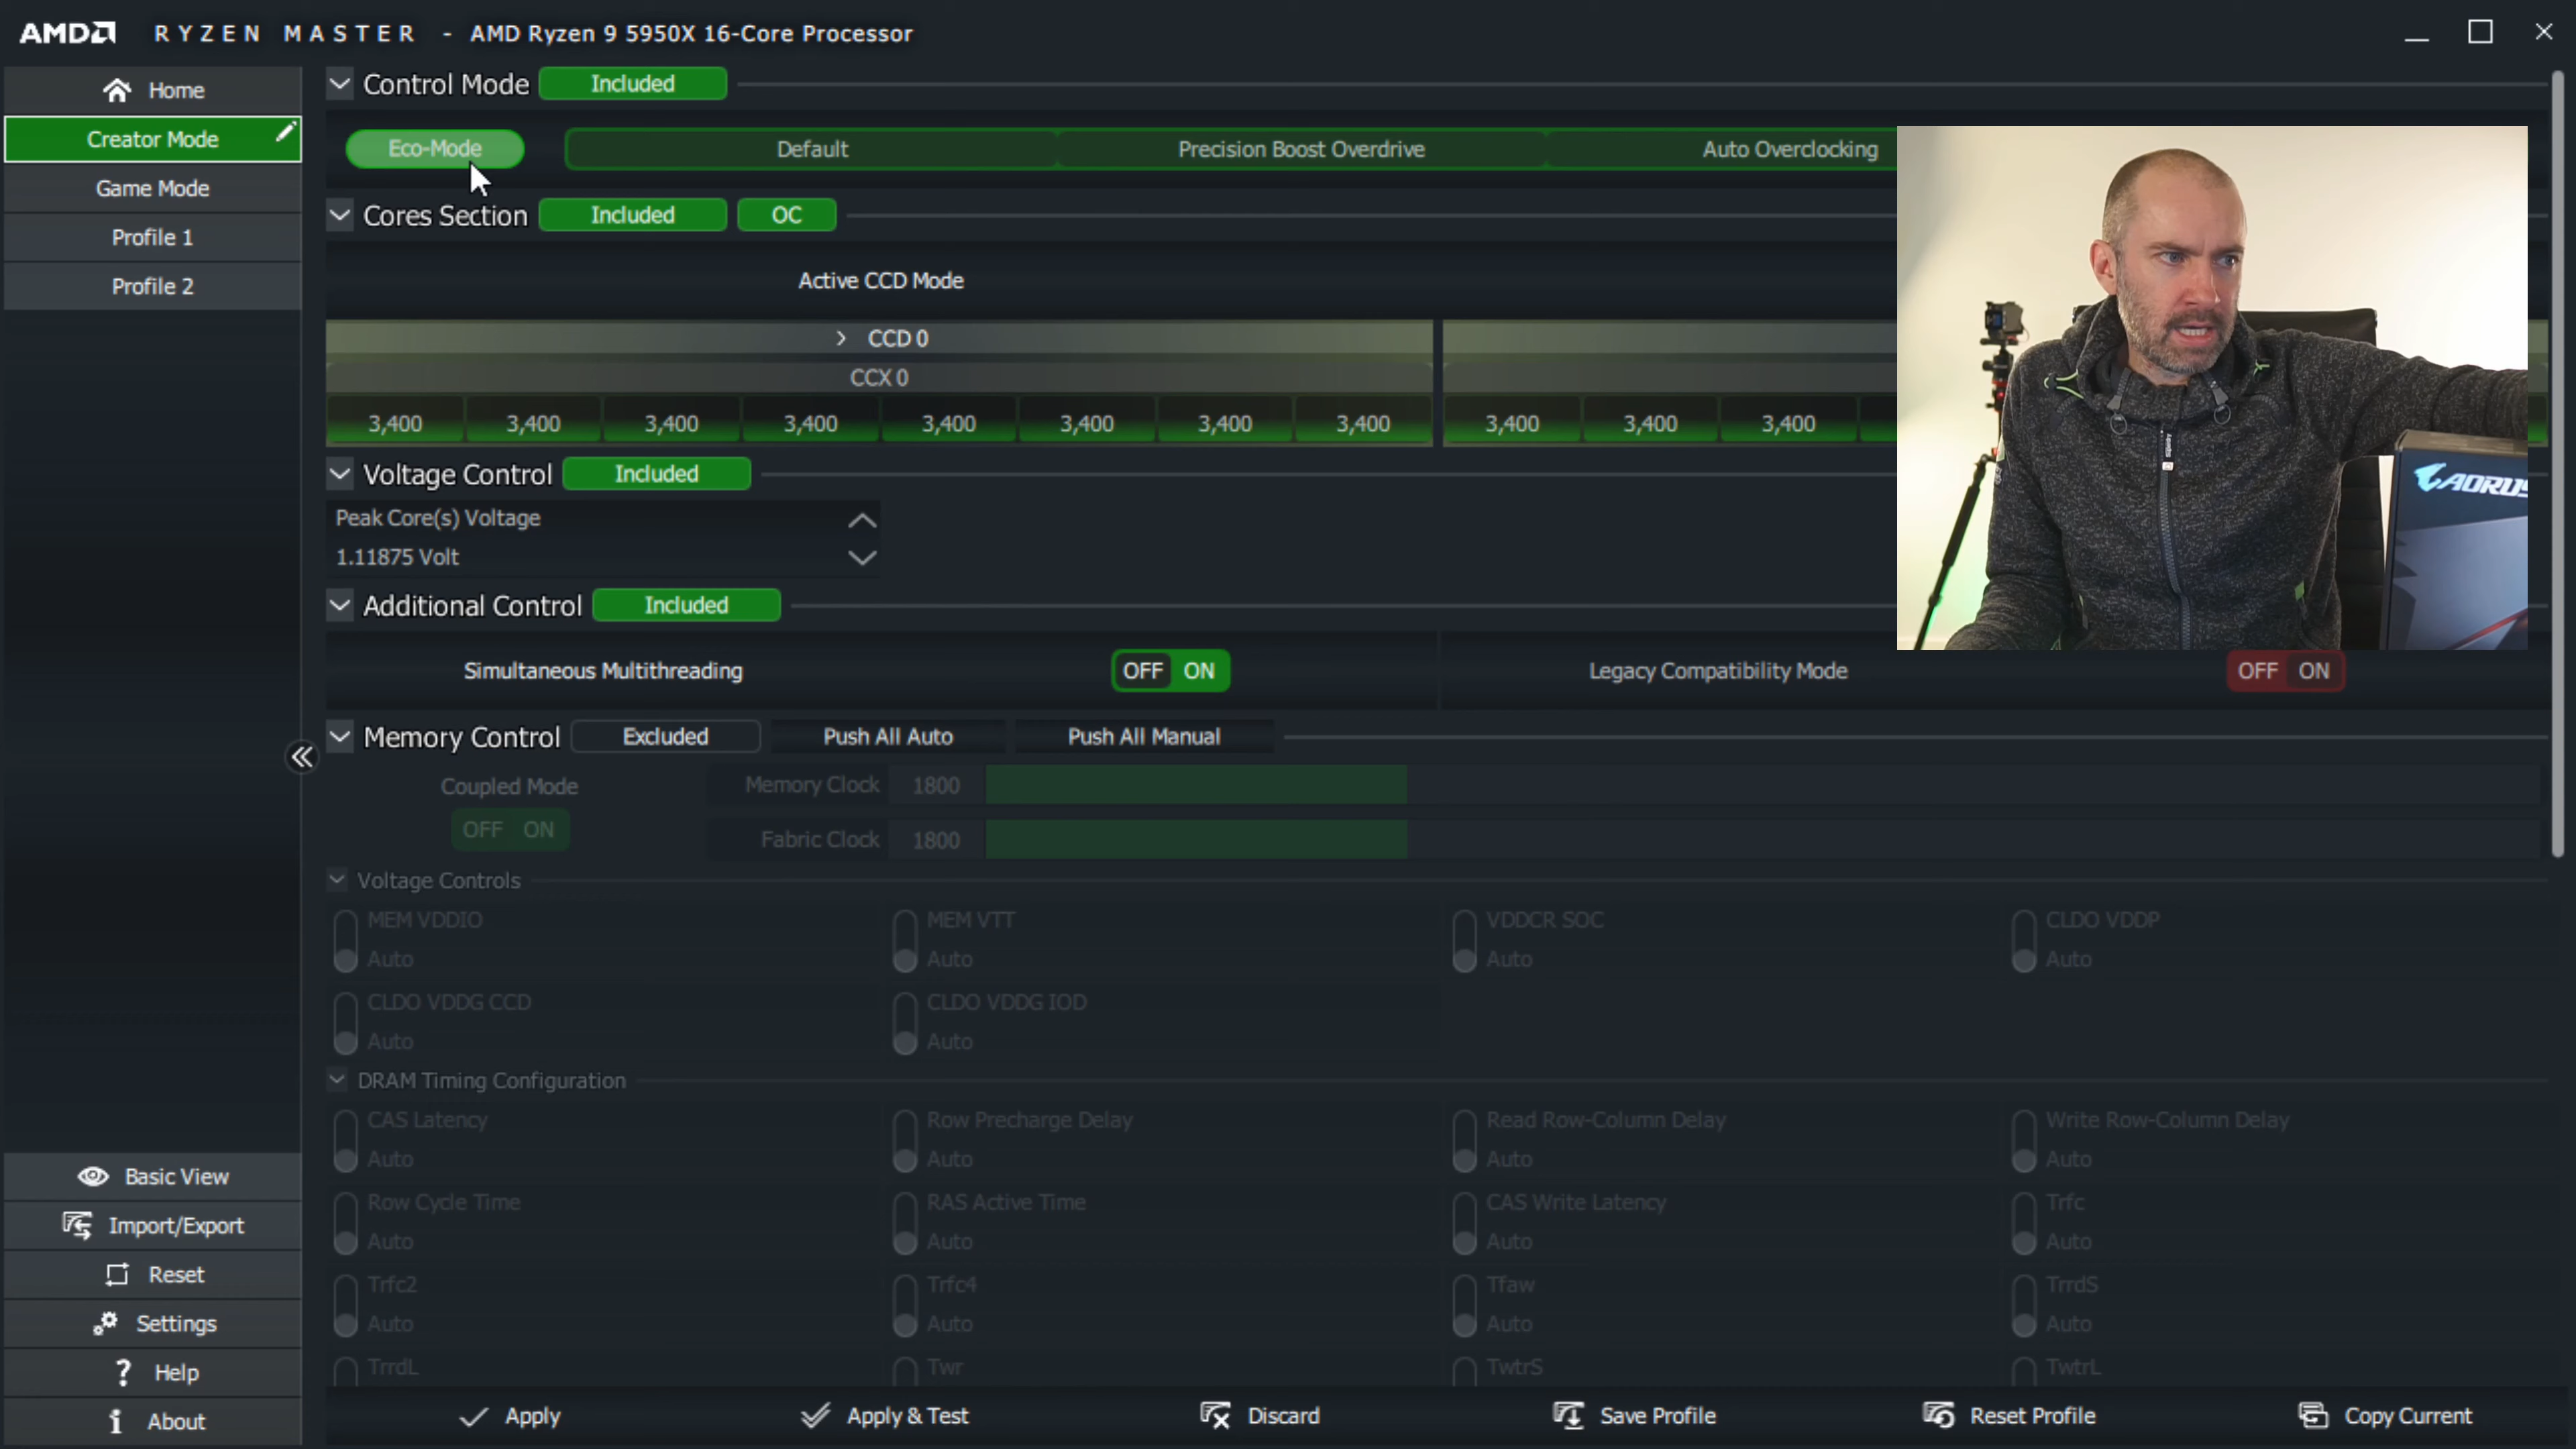 AMD RYZEN MASTER - AMD Ryzen 9 5950X 16-Core Processor
Home
Creator Mode
Game Mode
Profile 1
Profile 2
Control Mode Included
Eco-Mode Default Precision Boost Overdrive Auto Overclocking
Cores Section Included OC
Active CCD Mode
CCD 0
CCX 0
3,400 3,400 3,400 3,400 3,400 3,400 3,400 3,400 3,400 3,400 3,400
Voltage Control Included
Peak Core(s) Voltage
1.11875 Volt
AORUS
Additional Control Included
Simultaneous Multithreading OFF ON Legacy Compatibility Mode OFF ON
Memory Control Excluded Push All Auto Push All Manual
Coupled Mode Memory Clock 1800
OFF ON Fabric Clock 1800
Voltage Controls
MEM VDDIO MEM VTT VDDCR SOC CLDO VDDP
Auto Auto Auto Auto
CLDO VDDG CCD CLDO VDDG IOD
Auto Auto
DRAM Timing Configuration
CAS Latency Row Precharge Delay Read Row-Column Delay Write Row-Column Delay
Auto Auto Auto Auto
Row Cycle Time RAS Active Time CAS Write Latency Trfc
Auto Auto Auto Auto
Trfc2 Trfc4 Tfaw TrrdS
Auto Auto Auto Auto
TrrdL Twr TwtrS TwtrL
Basic View
Import/Export
Reset
Settings
Help
About
Apply Apply & Test Discard Save Profile Reset Profile Copy Current